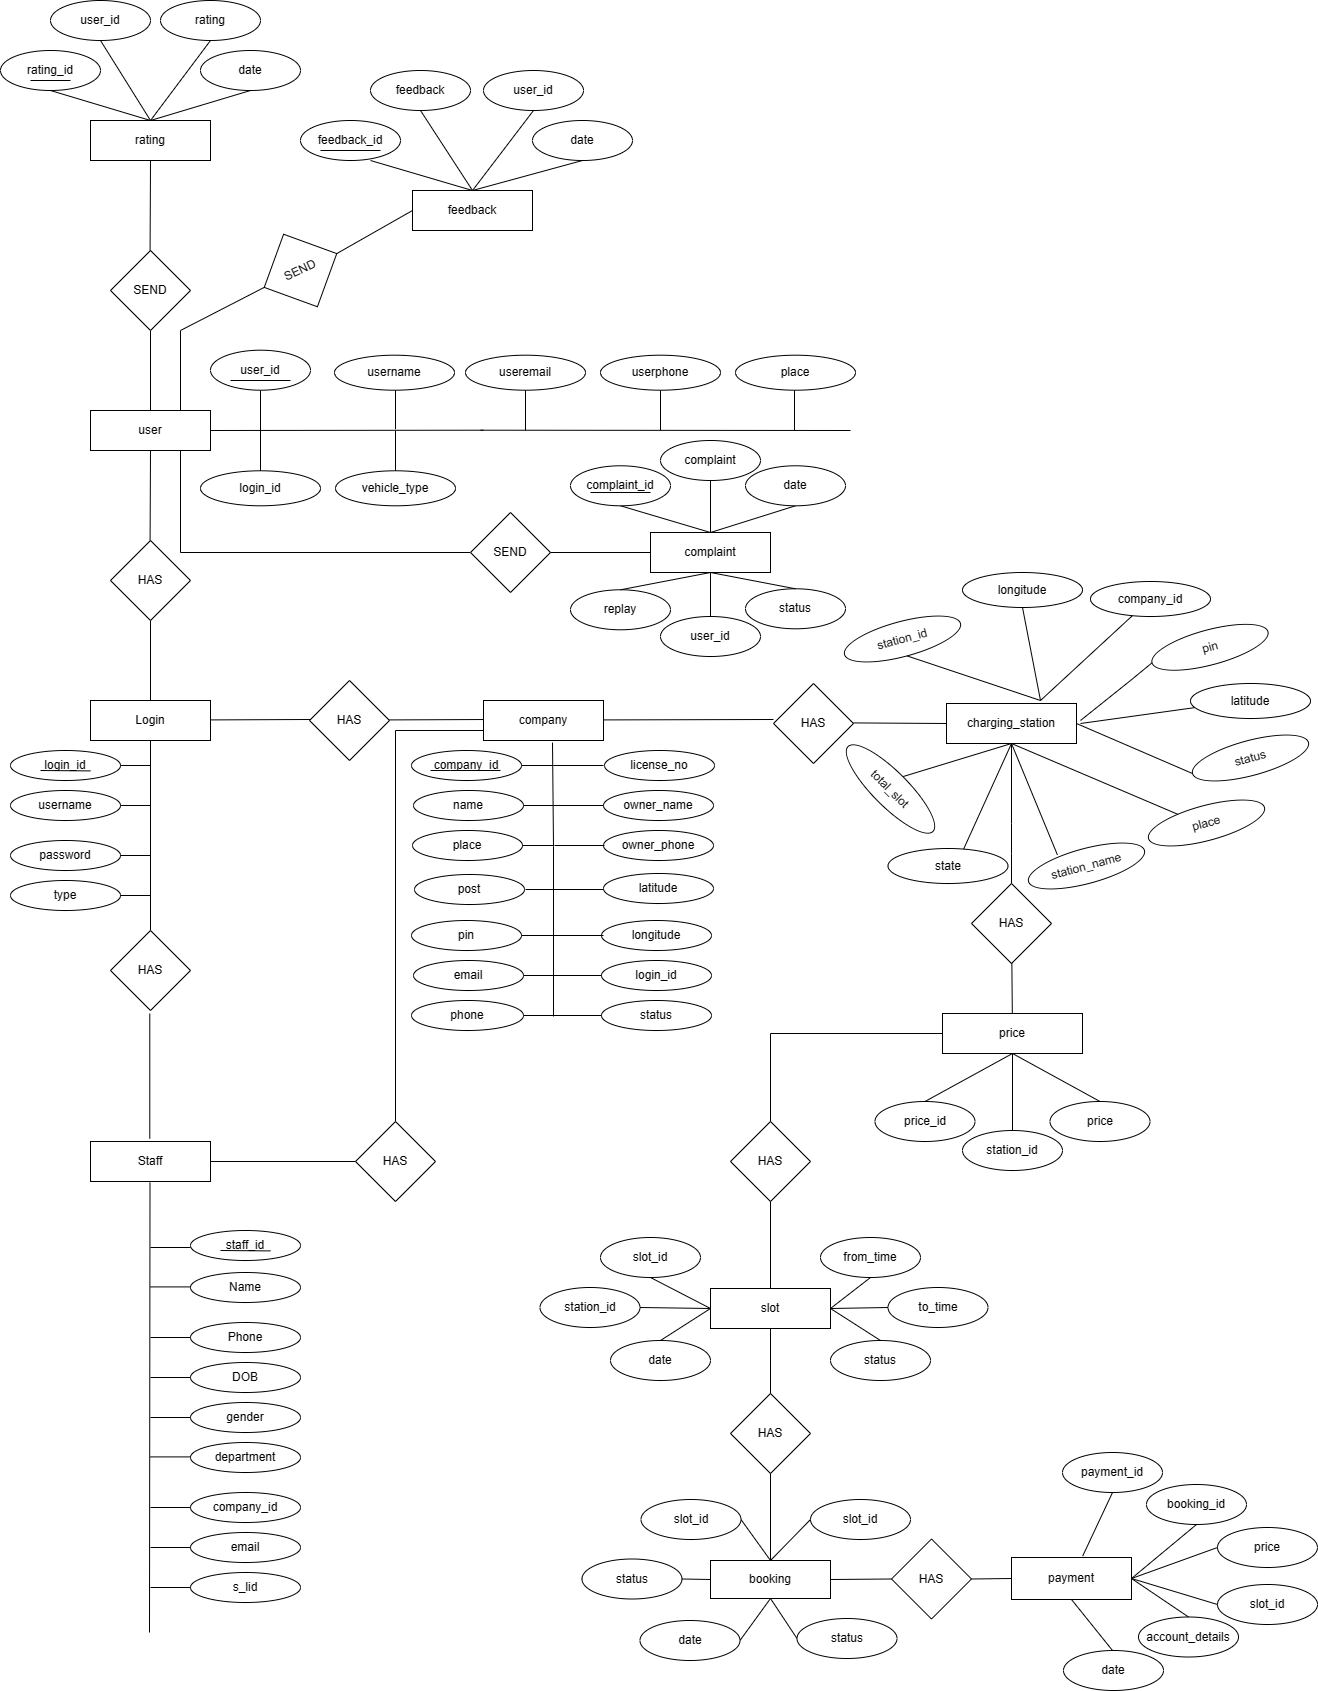 user_id
rating
rating_id
date
rating
feedback
user_id
feedback_id
date
feedback
SEND
SEND
user_id
username
useremail
userphone
place
user
login_id
vehicle_type
complaint
complaint_id
date
SEND
complaint
replay
status
user_id
HAS
longitude
company_id
station_id
pin
latitude
status
place
station_name
state
total_slot
charging_station
Login
HAS
company
HAS
login_id
username
password
type
company_id
license_no
name
owner_name
place
owner_phone
post
latitude
pin
longitude
email
login_id
phone
status
HAS
HAS
price
price_id
price
station_id
Staff
HAS
HAS
staff_id
Name
Phone
DOB
gender
department
company_id
email
s_lid
slot_id
from_time
station_id
slot
to_time
date
status
HAS
slot_id
slot_id
status
booking
HAS
date
status
payment_id
booking_id
price
payment
slot_id
account_details
date